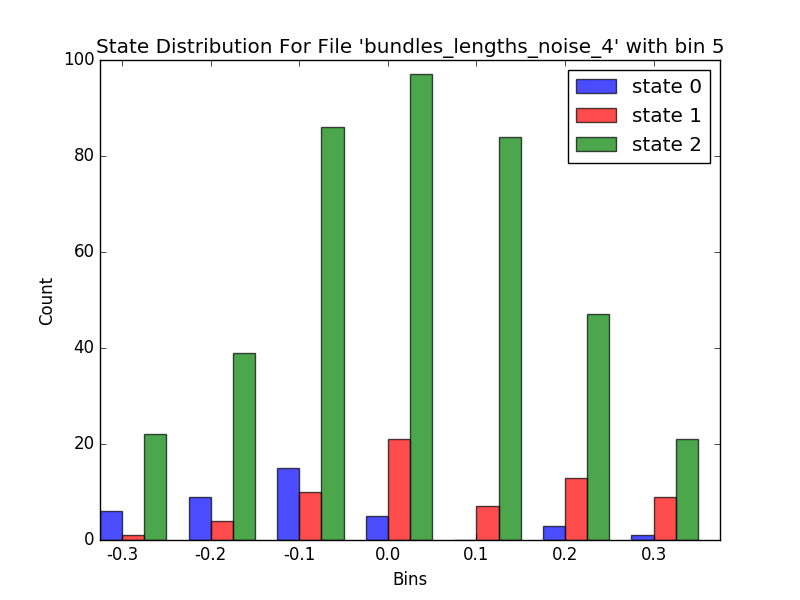 State Distribution For File 'bundles_lengths_noise_4' with bin 5
state 0
state 1
state 2
100
80
60
40
20
0
Count
-0.3 -0.2 -0.1 0.0 0.1 0.2 0.3
Bins